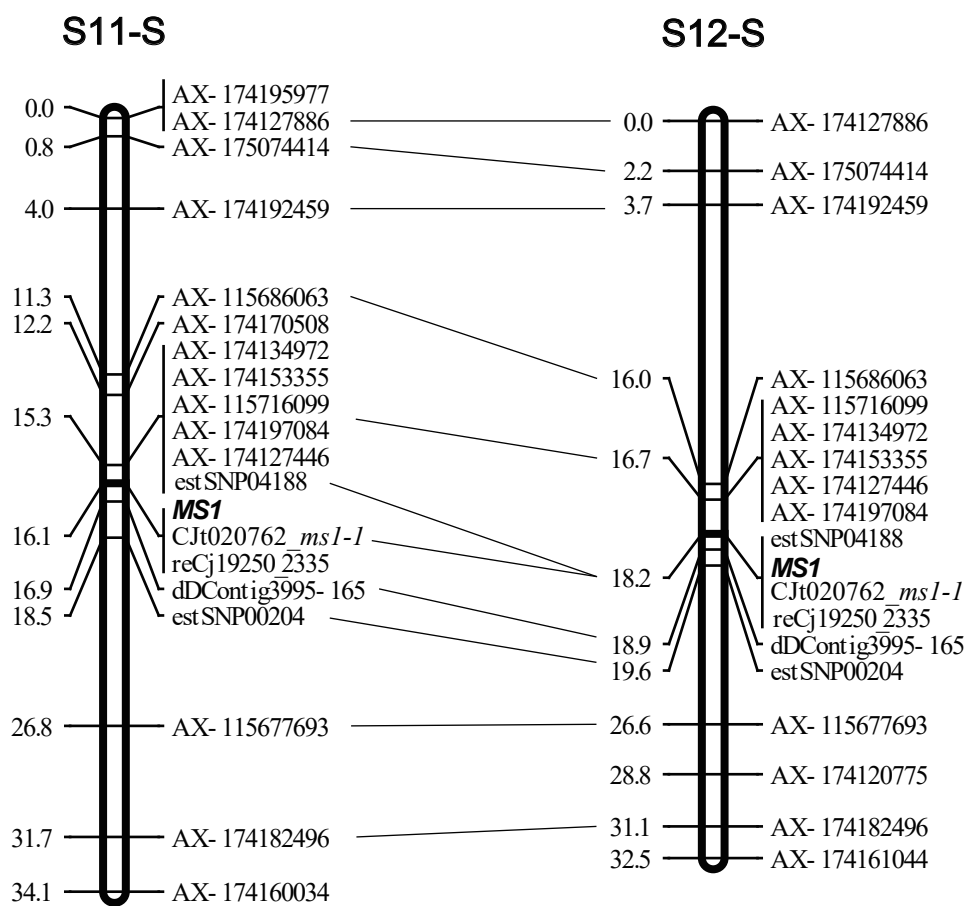 S11-S
0.0
0.8
4.0
11.3
12.2
15.3
16.1
16.9
18.5
26.8
31.7
34.1
AX- 174195977
AX- 174127886
AX- 175074414
AX- 174192459
AX- 115686063
AX- 174170508
AX- 174134972
AX- 174153355
AX- 115716099
AX- 174197084
AX- 174127446
estSNP04188
MS1
CJt020762_ms1-1
reCj19250_2335
dDContig3995- 165
estSNP00204
AX- 115677693
AX- 174182496
AX- 174160034
S12-S
0.0
2.2
3.7
16.0
16.7
18.2
18.9
19.6
26.6
28.8
31.1
32.5
AX- 174127886
AX- 175074414
AX- 174192459
AX- 115686063
AX- 115716099
AX- 174134972
AX- 174153355
AX- 174127446
AX- 174197084
estSNP04188
MS1
CJt020762_ms1-1
reCj19250_2335
dDContig3995- 165
estSNP00204
AX- 115677693
AX- 174120775
AX- 174182496
AX- 174161044